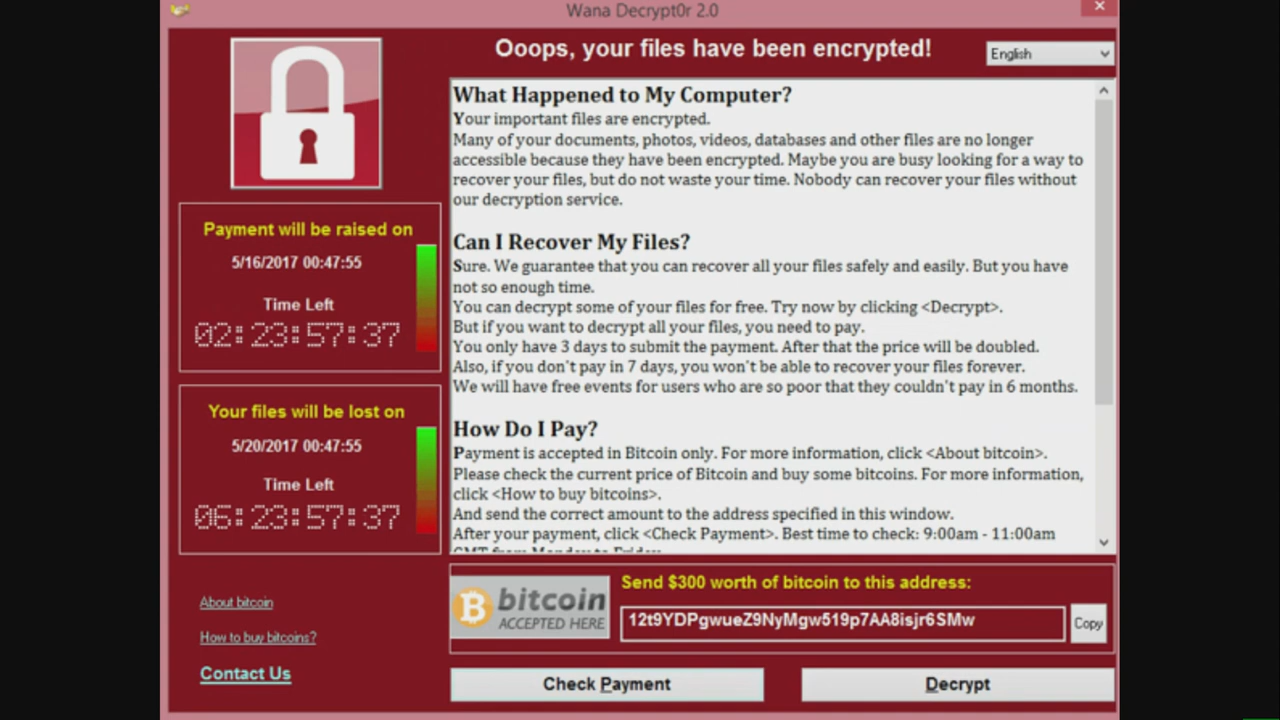 Wana Decrypt0r 2.0
Ooops, your files have been encrypted!
English
Payment will be raised on
5/16/2017 00:47:55
Time Left
02:23:57:37
Your files will be lost on
5/20/2017 00:47:55
Time Left
06:23:57:37
About bitcoin
How to buy bitcoins?
Contact Us
What Happened to My Computer?
Your important files are encrypted.
Many of your documents, photos, videos, databases and other files are no longer
accessible because they have been encrypted. Maybe you are busy looking for a way to
recover your files, but do not waste your time. Nobody can recover your files without
our decryption service.
Can I Recover My Files?
Sure. We guarantee that you can recover all your files safely and easily. But you have
not so enough time.
You can decrypt some of your files for free. Try now by clicking <Decrypt>.
But if you want to decrypt all your files, you need to pay.
You only have 3 days to submit the payment. After that the price will be doubled.
Also, if you don't pay in 7 days, you won't be able to recover your files forever.
We will have free events for users who are so poor that they couldn't pay in 6 months.
How Do I Pay?
Payment is accepted in Bitcoin only. For more information, click <About bitcoin>.
Please check the current price of Bitcoin and buy some bitcoins. For more information,
click <How to buy bitcoins>.
And send the correct amount to the address specified in this window.
After your payment, click <Check Payment>. Best time to check: 9:00am - 11:00am
GMT from Monday to Friday.
bitcoin
ACCEPTED HERE
Send $300 worth of bitcoin to this address:
12t9YDPgwueZ9NyMgw519p7AA8isjr6SMw
Copy
Check Payment
Decrypt